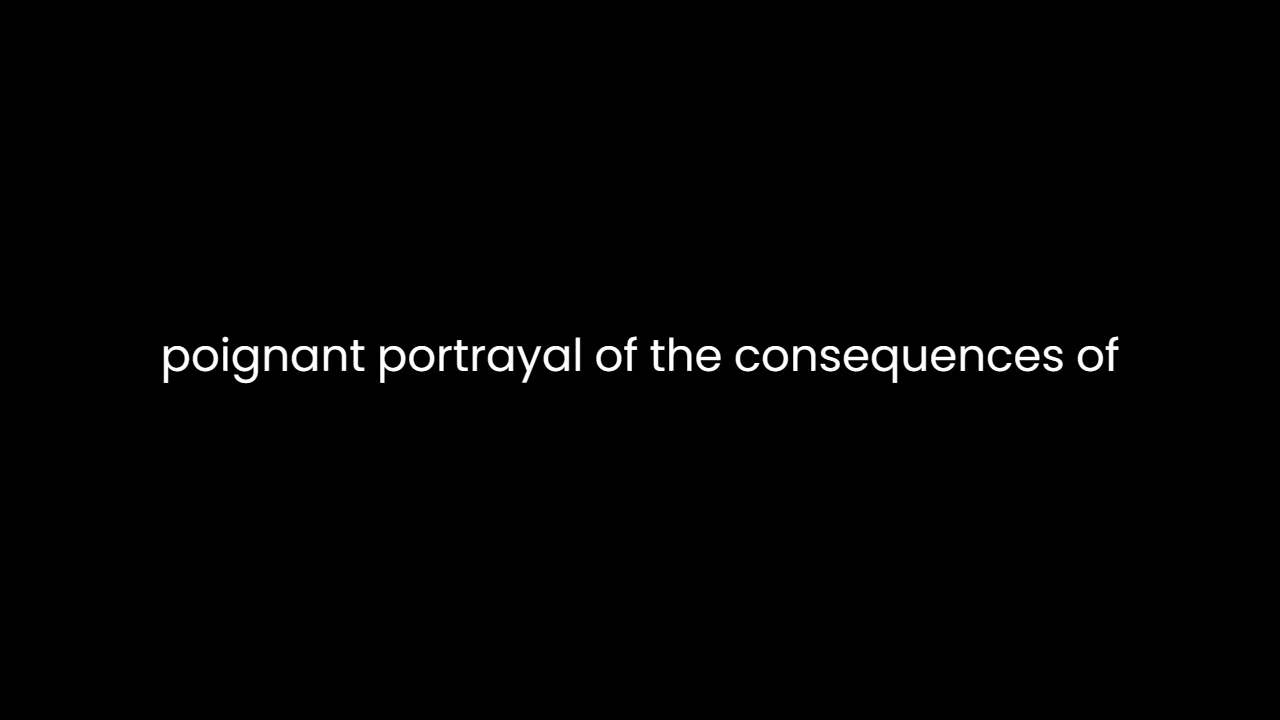 poignant portrayal of the consequences of